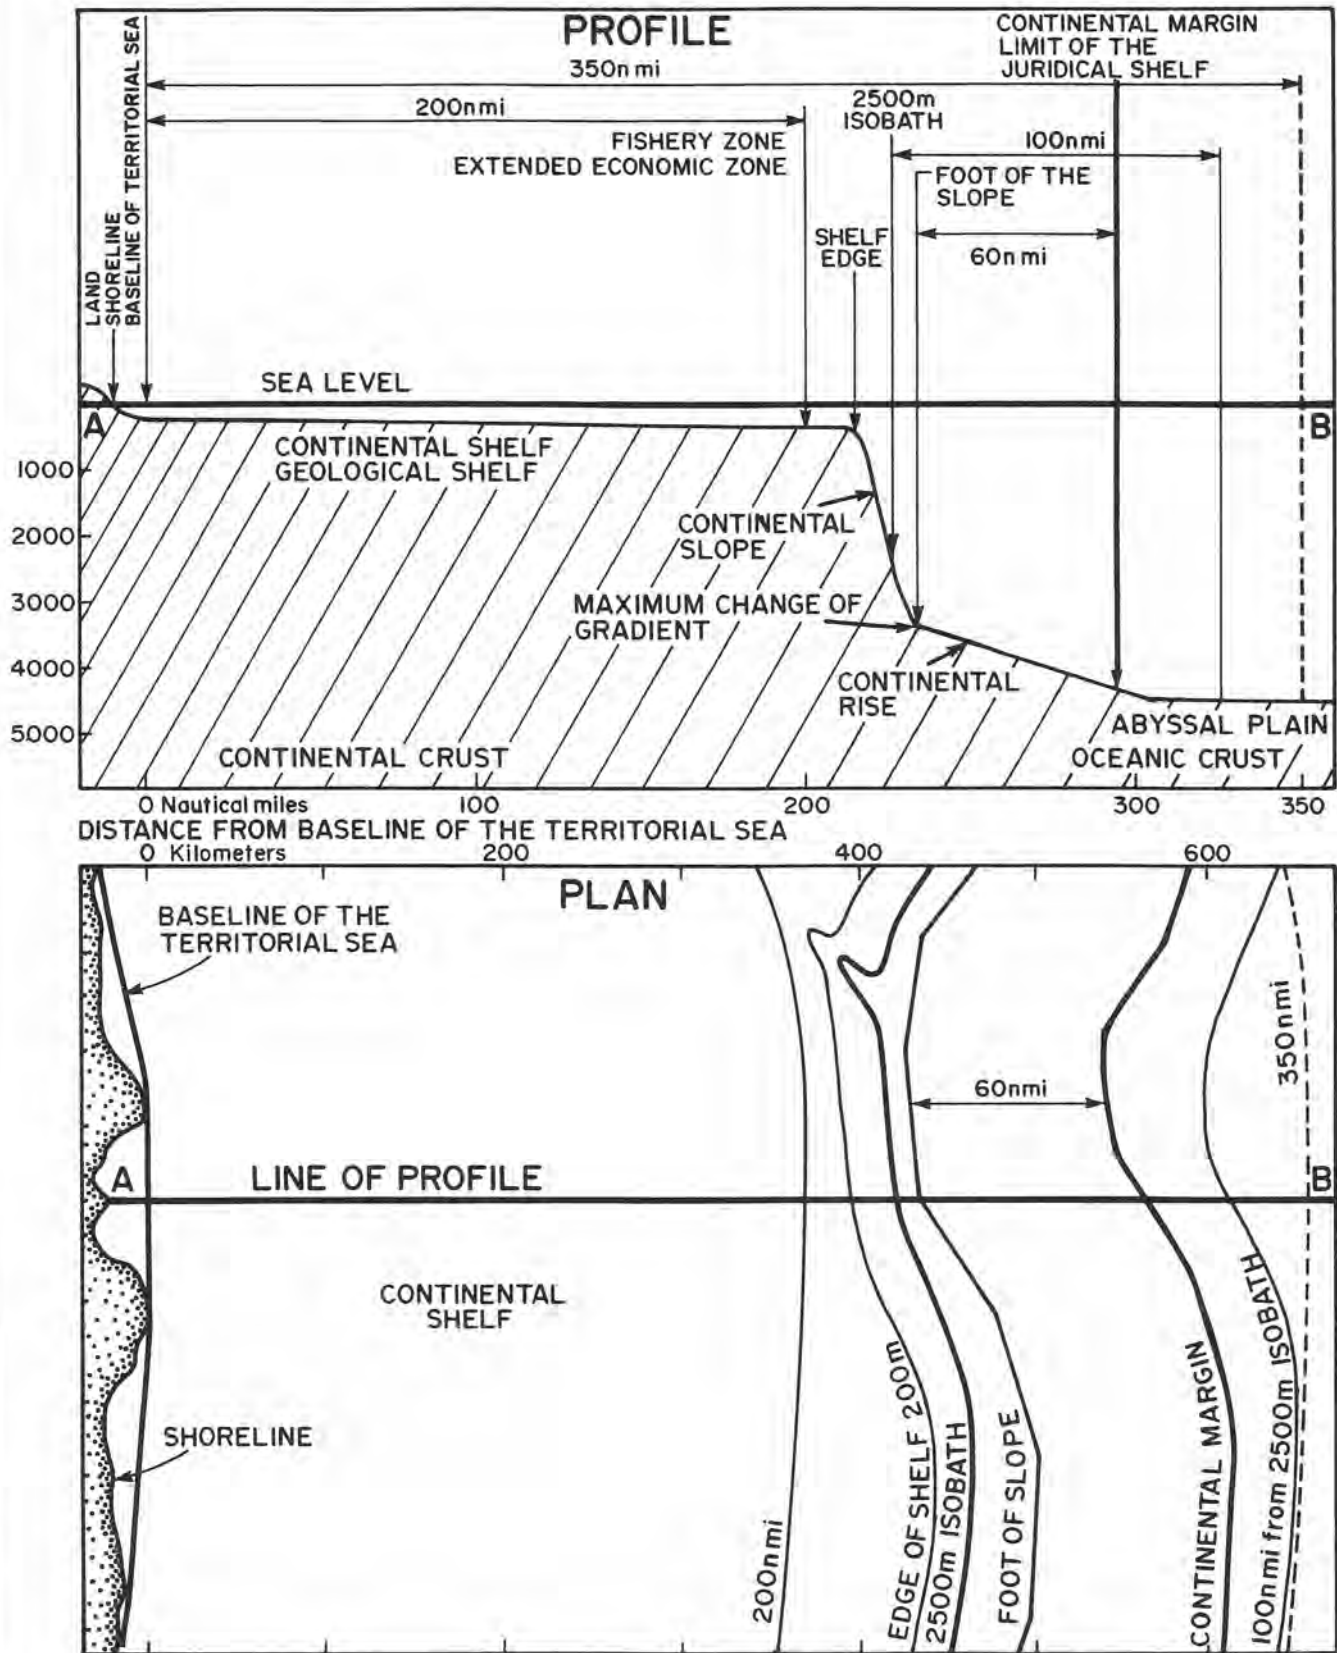 PROFILE
CONTINENTAL MARGIN
LIMIT OF THE
JURIDICAL SHELF
350nmi
200nmi
2500m
ISOBATH
100nmi
FISHERY ZONE
EXTENDED ECONOMIC ZONE
FOOT OF THE
SLOPE
SHELF
EDGE
60nmi
LAND
SHORELINE
BASELINE OF TERRITORIAL SEA
SEA LEVEL
A
B
CONTINENTAL SHELF
GEOLOGICAL SHELF
1000
2000
3000
4000
5000
CONTINENTAL
SLOPE
MAXIMUM CHANGE OF
GRADIENT
CONTINENTAL
RISE
ABYSSAL PLAIN
CONTINENTAL CRUST
OCEANIC CRUST
0 Nautical miles 100 200 300 350
DISTANCE FROM BASELINE OF THE TERRITORIAL SEA
0 Kilometers 200 400 600
PLAN
BASELINE OF THE
TERRITORIAL SEA
350nmi
60nmi
A
LINE OF PROFILE
B
CONTINENTAL
SHELF
SHORELINE
200nmi
EDGE OF SHELF 200m
2500m ISOBATH
FOOT OF SLOPE
CONTINENTAL MARGIN
100nmi from 2500m ISOBATH